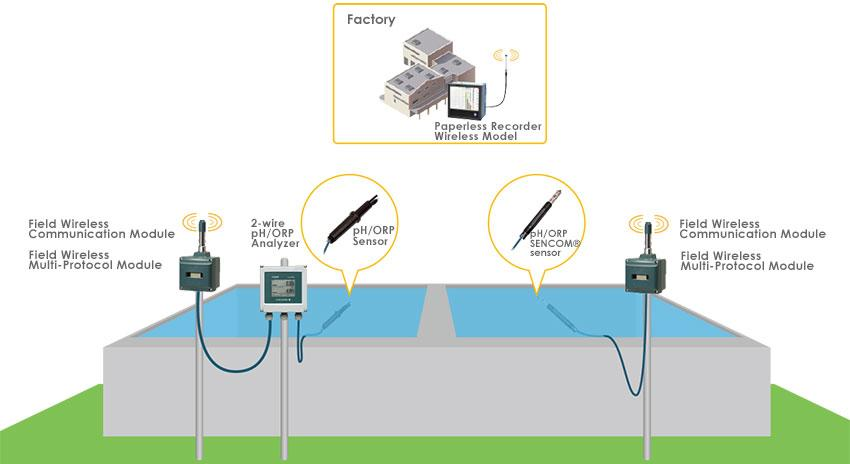 Factory
Paperless Recorder
Wireless Model
Field Wireless
Communication Module
Field Wireless
Multi-Protocol Module
2-wire
pH/ORP
Analyzer
pH/ORP
Sensor
pH/ORP
SENCOM®
sensor
Field Wireless
Communication Module
Field Wireless
Multi-Protocol Module